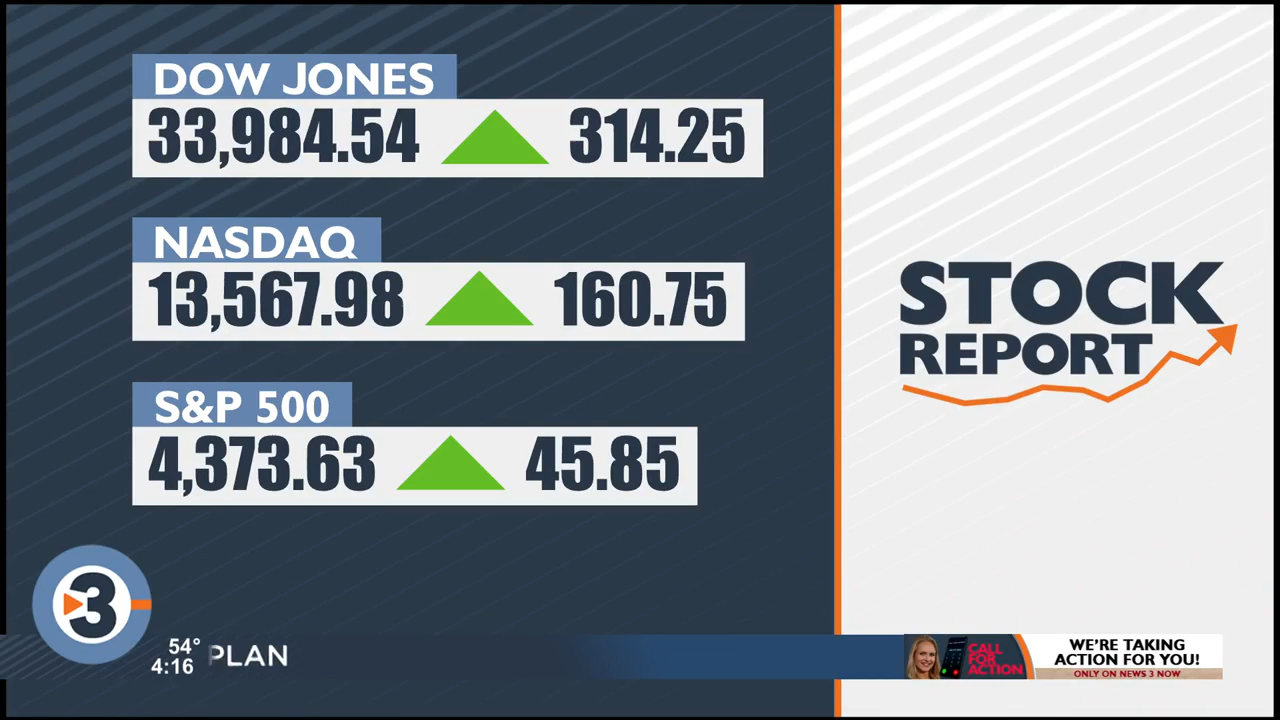 DOW JONES
33,984.54 314.25
NASDAQ
13,567.98 160.75
S&P 500
4,373.63 45.85
STOCK
REPORT
3
54°
4:16
PLAN
CALL
FOR
ACTION
WE'RE TAKING
ACTION FOR YOU!
ONLY ON NEWS 3 NOW